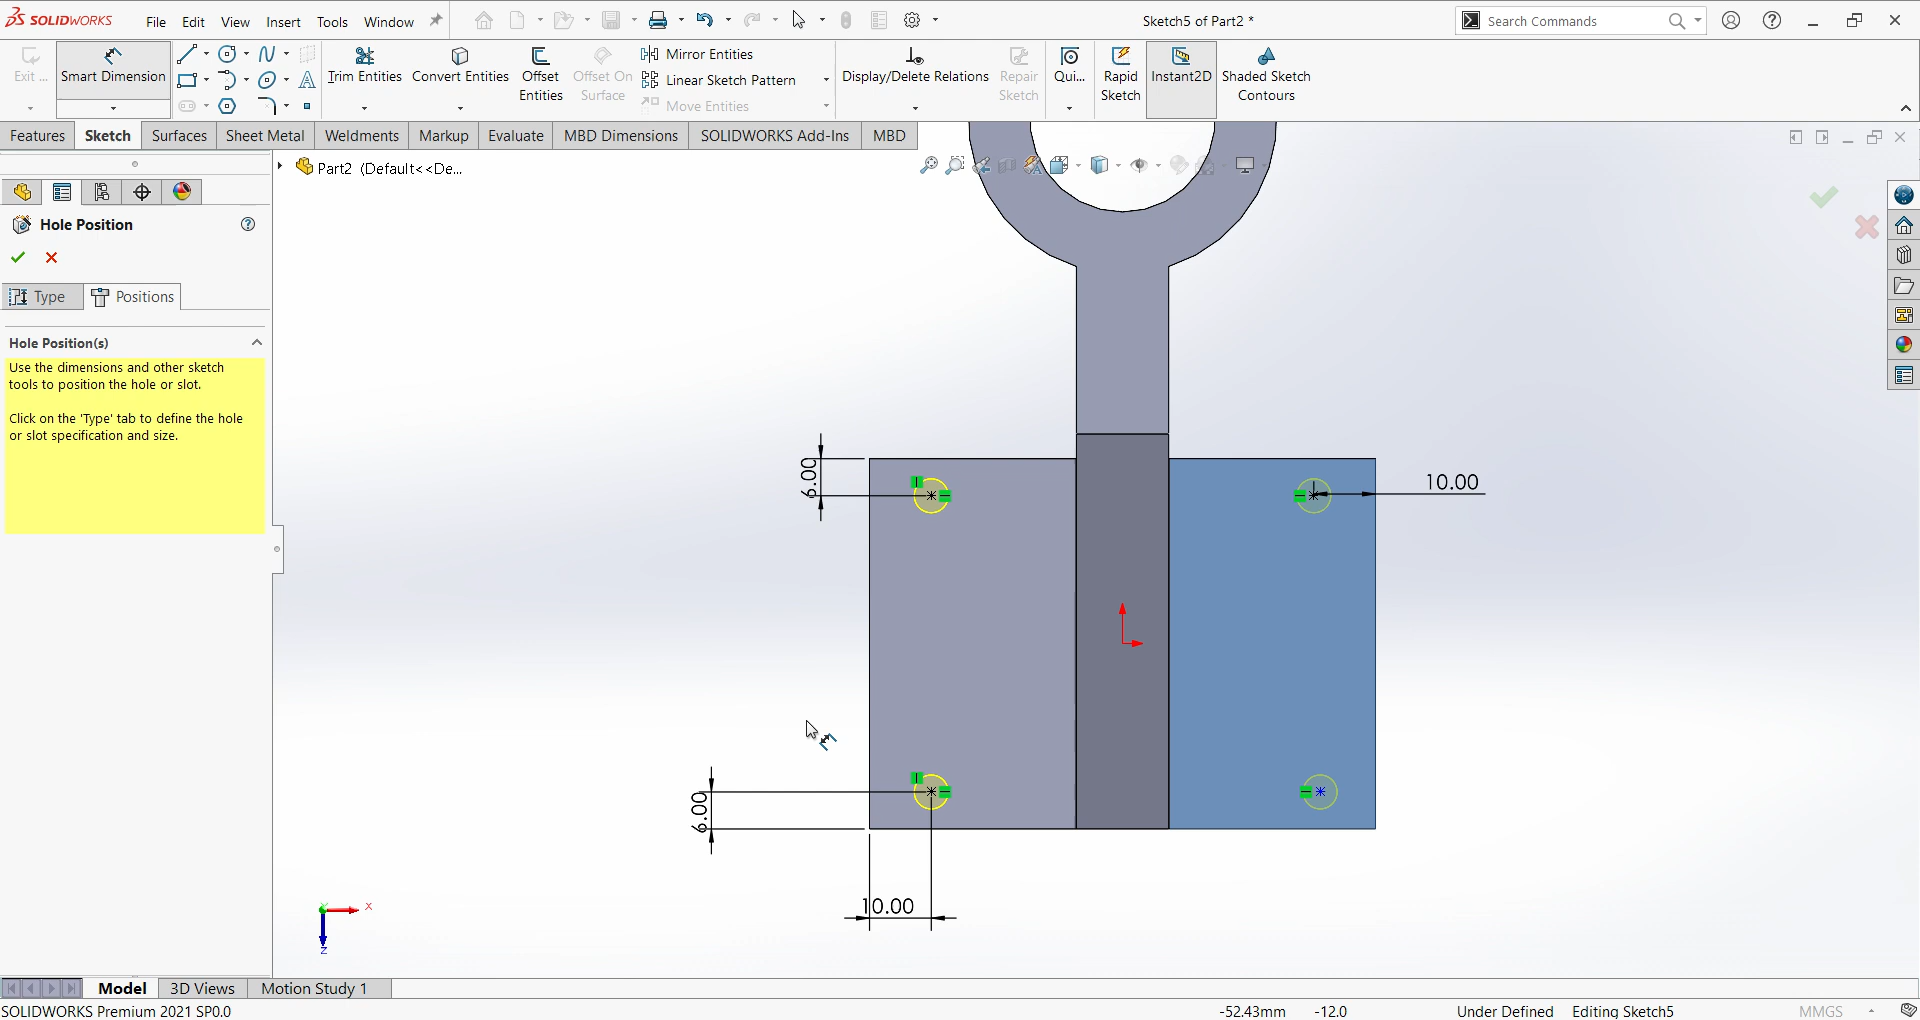 SOLIDWORKS File Edit View Insert Tools Window Sketch5 of Part2 * Search Commands
Exit ... Smart Dimension Trim Entities Convert Entities Offset Entities Offset On Surface Mirror Entities Linear Sketch Pattern Move Entities Display/Delete Relations Repair Sketch Qui... Rapid Sketch Instant2D Shaded Sketch Contours
Features Sketch Surfaces Sheet Metal Weldments Markup Evaluate MBD Dimensions SOLIDWORKS Add-Ins MBD
Part2 (Default<<De...
Hole Position
Type Positions
Hole Position(s)
Use the dimensions and other sketch
tools to position the hole or slot.
Click on the 'Type' tab to define the hole
or slot specification and size.
6.00
10.00
6.00
10.00
X
Z
Model 3D Views Motion Study 1
SOLIDWORKS Premium 2021 SP0.0 -52.43mm -12.0 Under Defined Editing Sketch5 MMGS